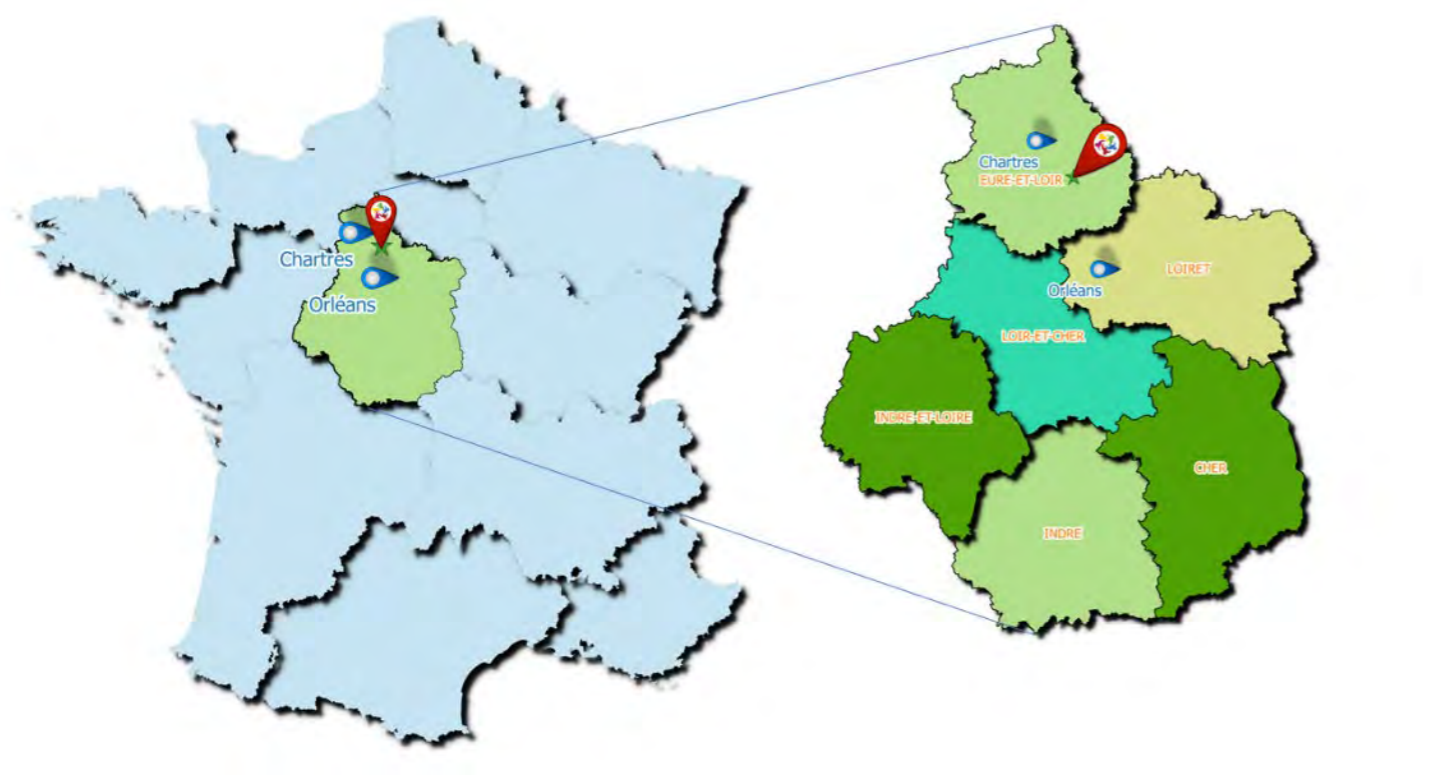 Chartres
Orléans
Chartres
EURE-ET-LOIR
LOIRET
Orléans
LOIR-ET-CHER
INDRE-ET-LOIRE
CHER
INDRE